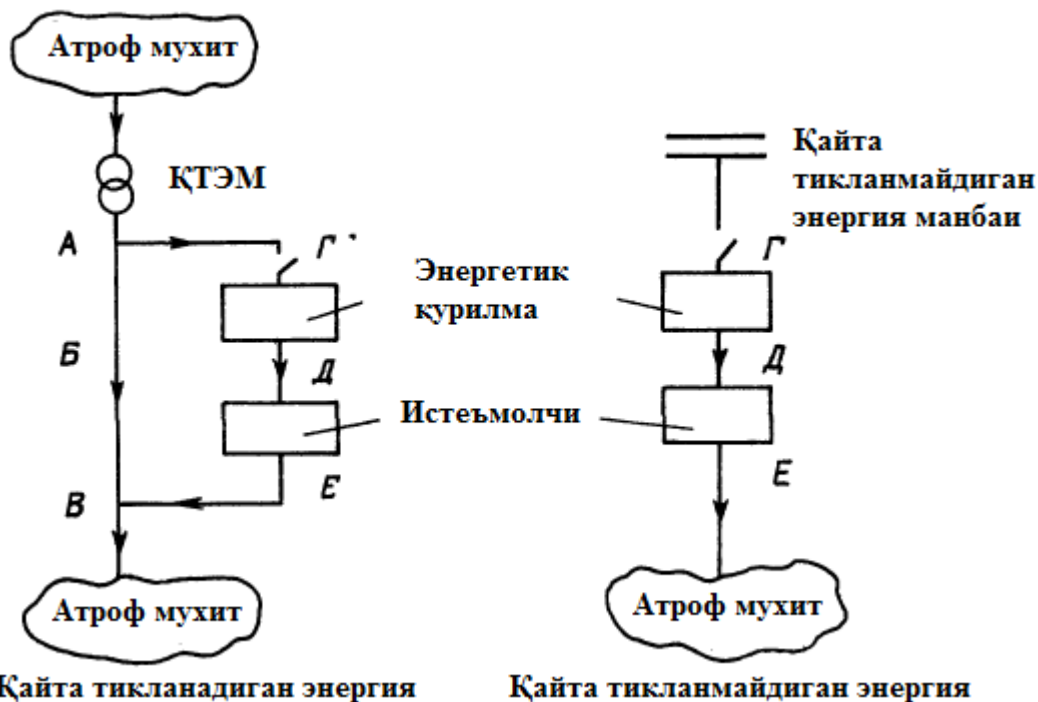 Атроф мухит
ҚТЭМ
А
Г
Б
Д
В
Е
Атроф мухит
Қайта тикланадиган энергия
Энергетик
қурилма
Истеъмолчи
Қайта
тикланмайдиган
энергия манбаи
Г
Д
Е
Атроф мухит
Қайта тикланмайдиган энергия